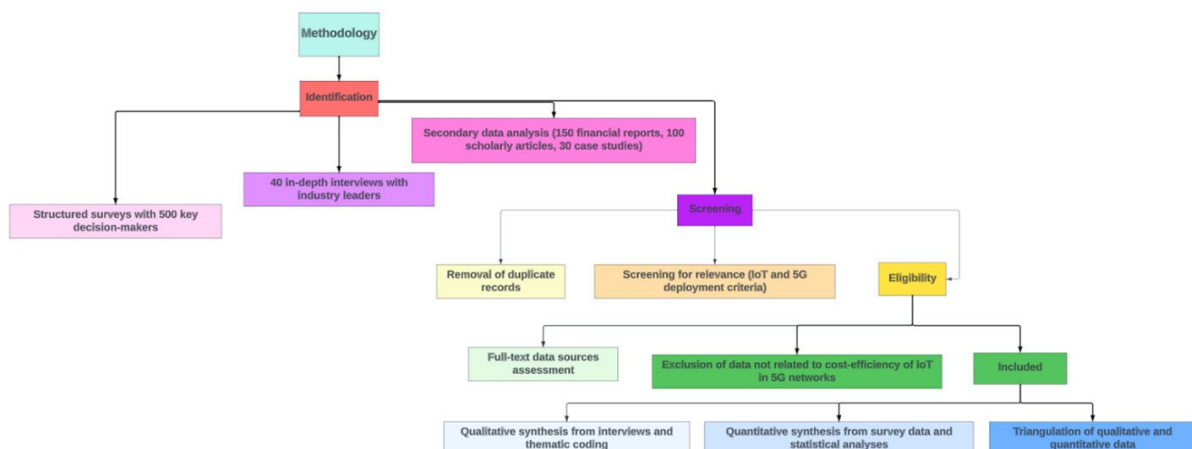 Methodology
Identification
Secondary data analysis (150 financial reports, 100
scholarly articles, 30 case studies)
40 in-depth interviews with
industry leaders
Structured surveys with 500 key
decision-makers
Screening
Removal of duplicate
records
Screening for relevance (IoT and 5G
deployment criteria)
Eligibility
Full-text data sources
assessment
Exclusion of data not related to cost-efficiency of IoT
in 5G networks
Included
Qualitative synthesis from interviews and
thematic coding
Quantitative synthesis from survey data and
statistical analyses
Triangulation of qualitative and
quantitative data